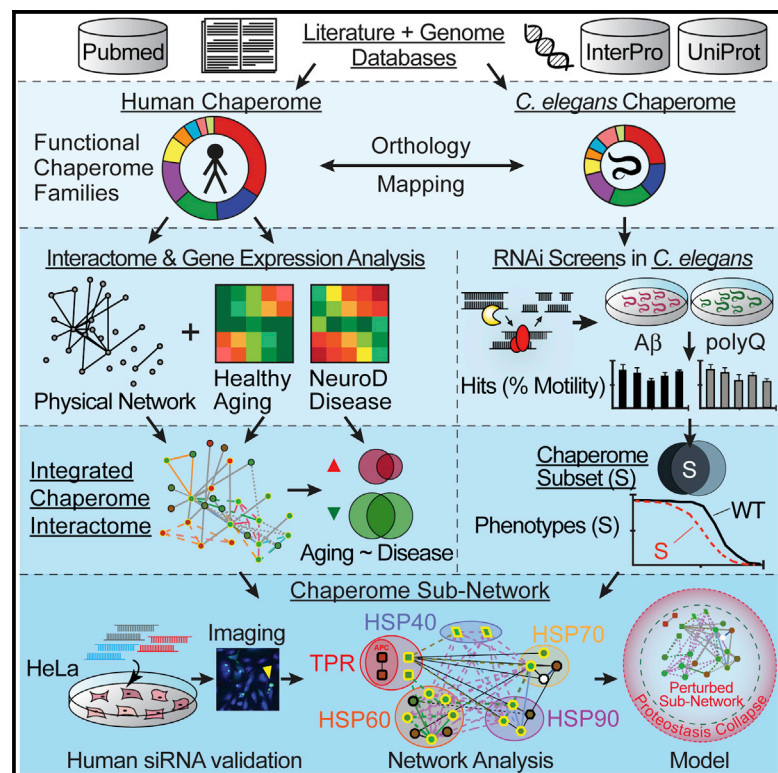 Pubmed
Literature + Genome
Databases
InterPro
UniProt
Human Chaperome
C. elegans Chaperome
Functional
Chaperome
Families
Orthology
Mapping
Interactome & Gene Expression Analysis
RNAi Screens in C. elegans
+
Physical Network
Healthy
Aging
NeuroD
Disease
Aβ
polyQ
Hits (% Motility)
Integrated
Chaperome
Interactome
Aging ~ Disease
Chaperome
Subset (S)
S
Phenotypes (S)
WT
S
Chaperome Sub-Network
HeLa
Imaging
HSP40
HSP70
TPR
APC
HSP60
HSP90
Perturbed
Sub-Network
Proteostasis Collapse
Human siRNA validation
Network Analysis
Model